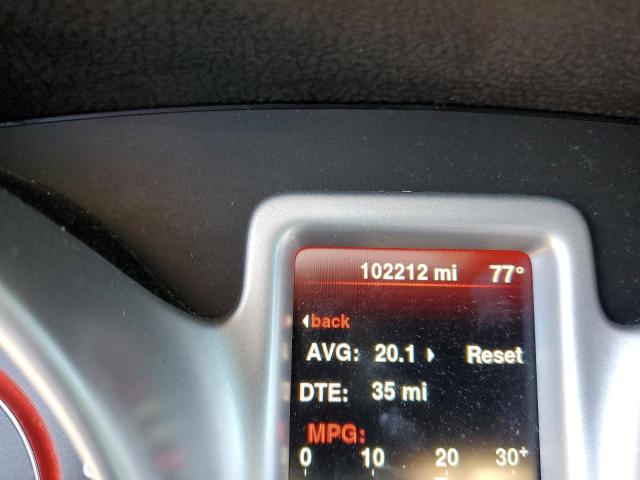 102212 mi 77°
back
AVG: 20.1 Reset
DTE: 35 mi
MPG:
0 10 20 30+